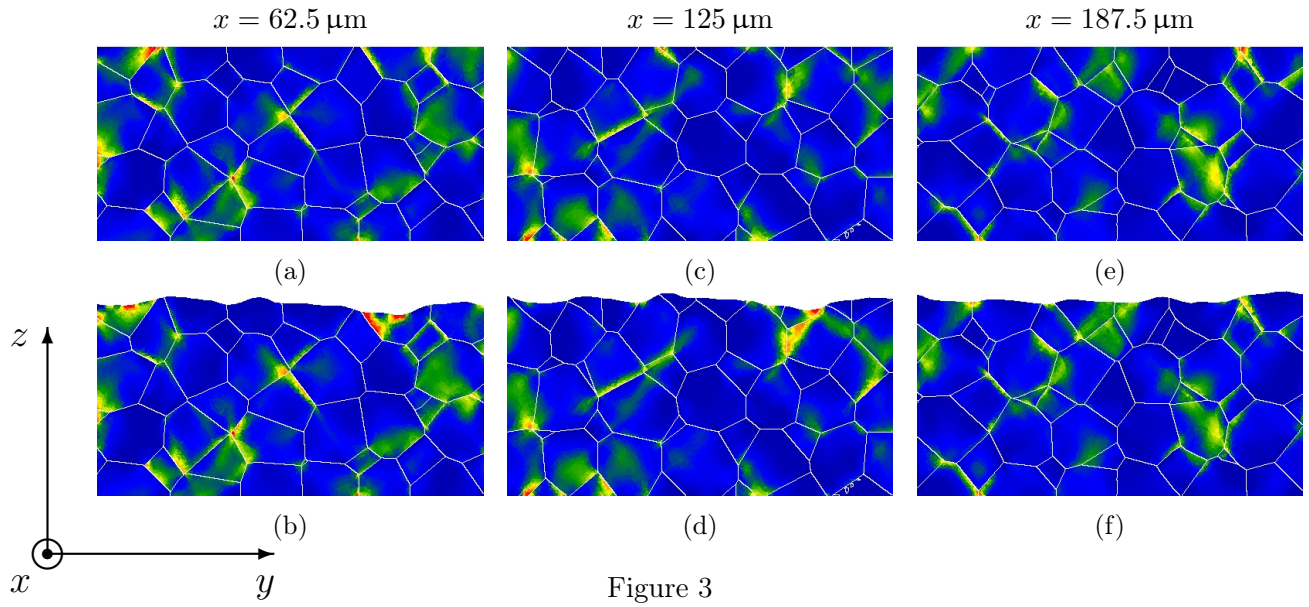 x = 62.5 µm
x = 125 µm
x = 187.5 µm
(a)
(c)
(e)
z
(b)
(d)
(f)
x
y
Figure 3